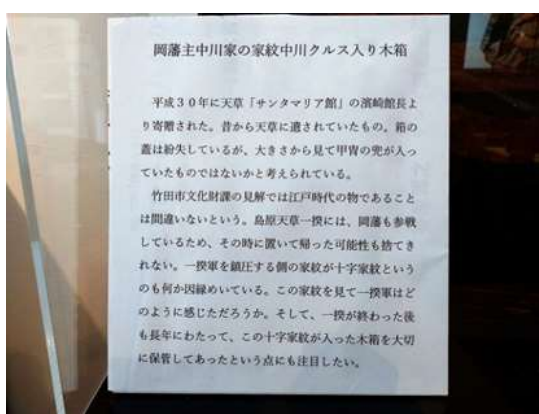 岡藩主中川家の家紋中川クルス入り木箱
平成３０年に天草「サンタマリア館」の濱崎館長よ
り寄贈された。昔から天草に遺されていたもの。箱の
蓋は紛失しているが、大きさから見て甲冑の兜が入っ
ていたものではないかと考えられている。
竹田市文化財課の見解では江戸時代の物であること
は間違いないという。島原天草一揆には、岡藩も参戦
しているため、その時に置いて帰った可能性も捨てき
れない。一揆軍を鎮圧する側の家紋が十字家紋という
のも何か因縁めいている。この家紋を見て一揆軍はど
のように感じただろうか。そして、一揆が終わった後
も長年にわたって、この十字家紋が入った木箱を大切
に保管してあったという点にも注目したい。